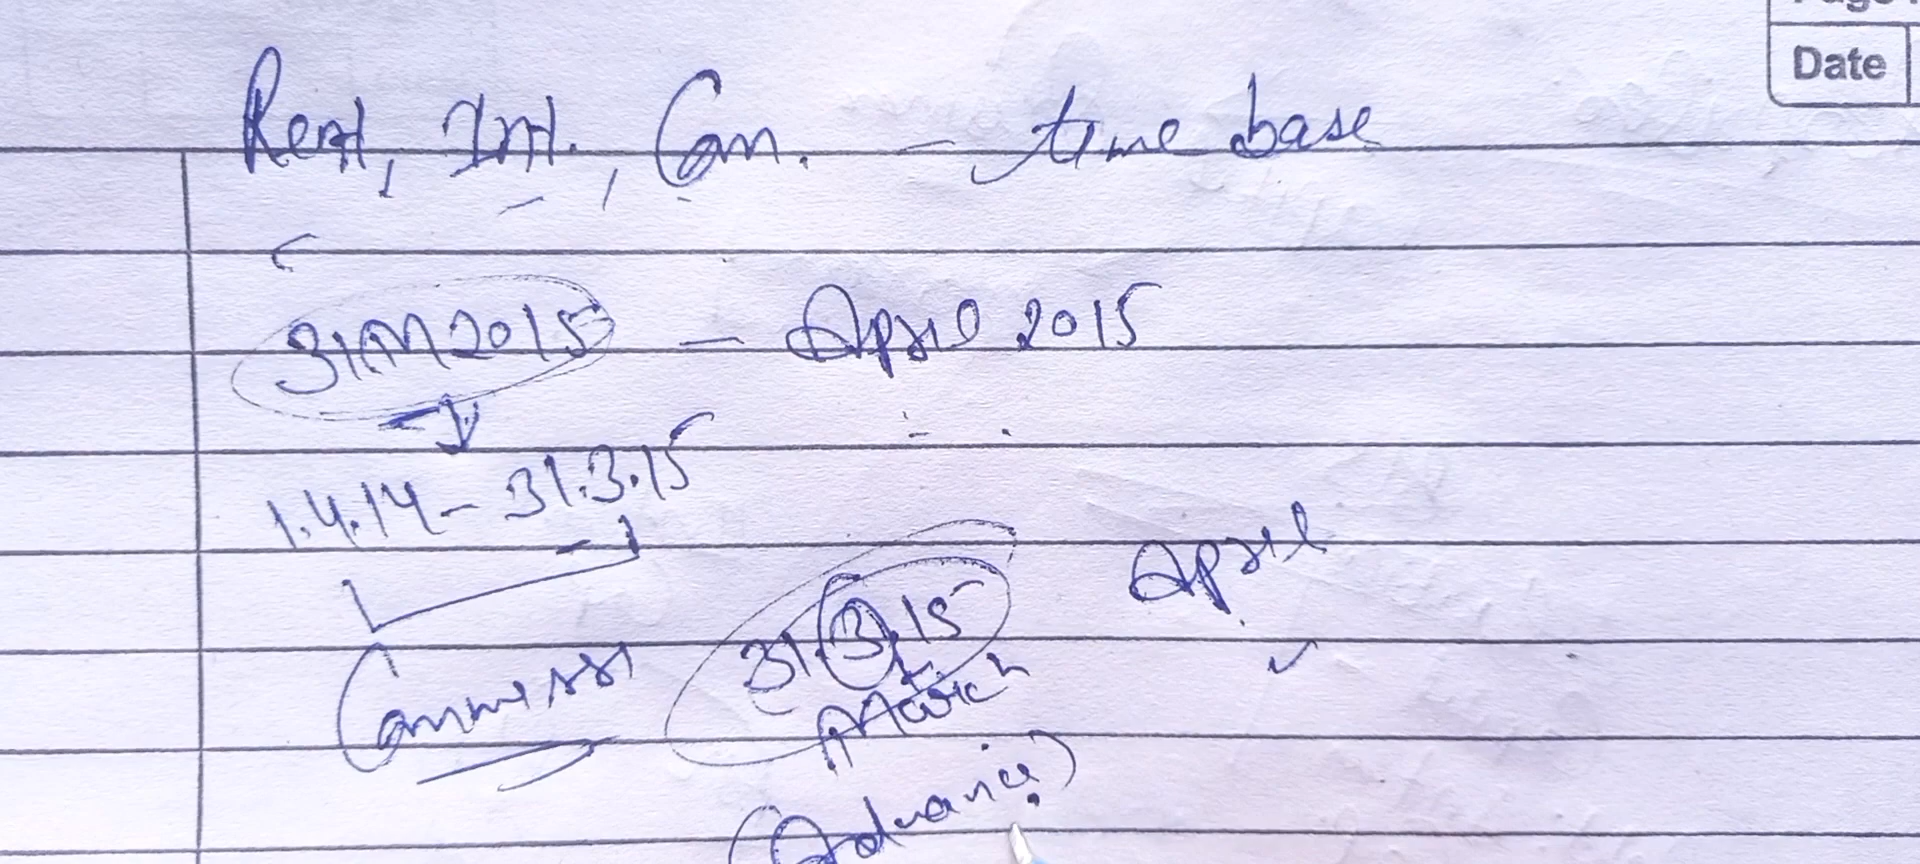 Date
Rent, Int., Com. - time base
31M2015 - April 2015
1.4.14 - 31.3.15
31.3.15 April
March
(Advance)